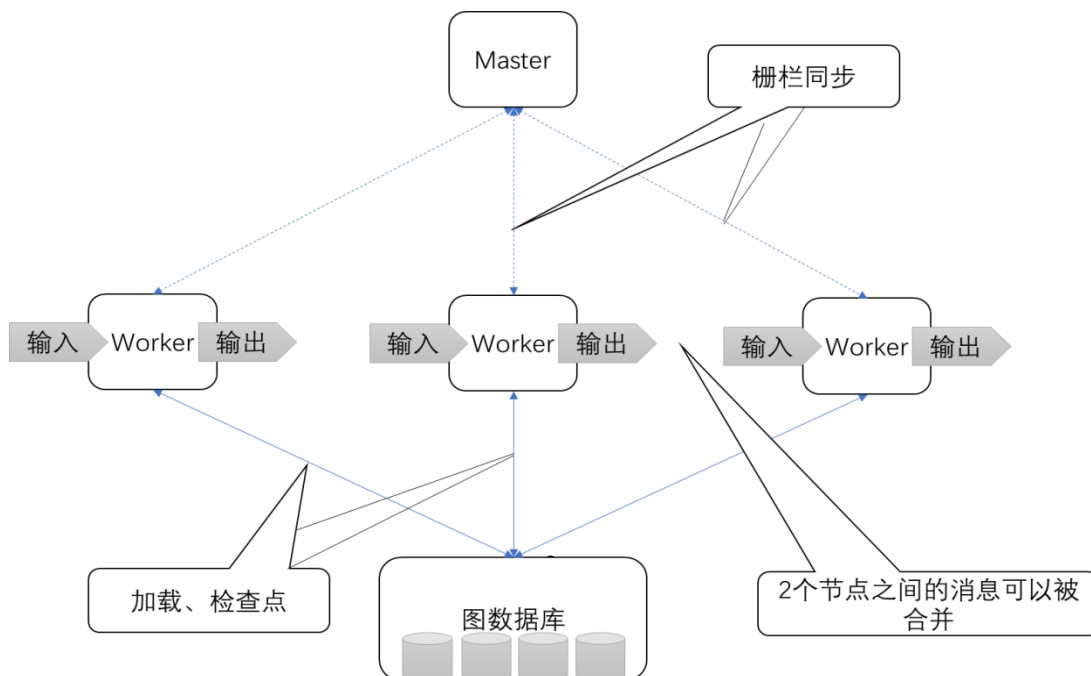 Master
栅栏同步
输入
Worker
输出
输入
Worker
输出
输入
Worker
输出
加载、检查点
图数据库
2个节点之间的消息可以被
合并